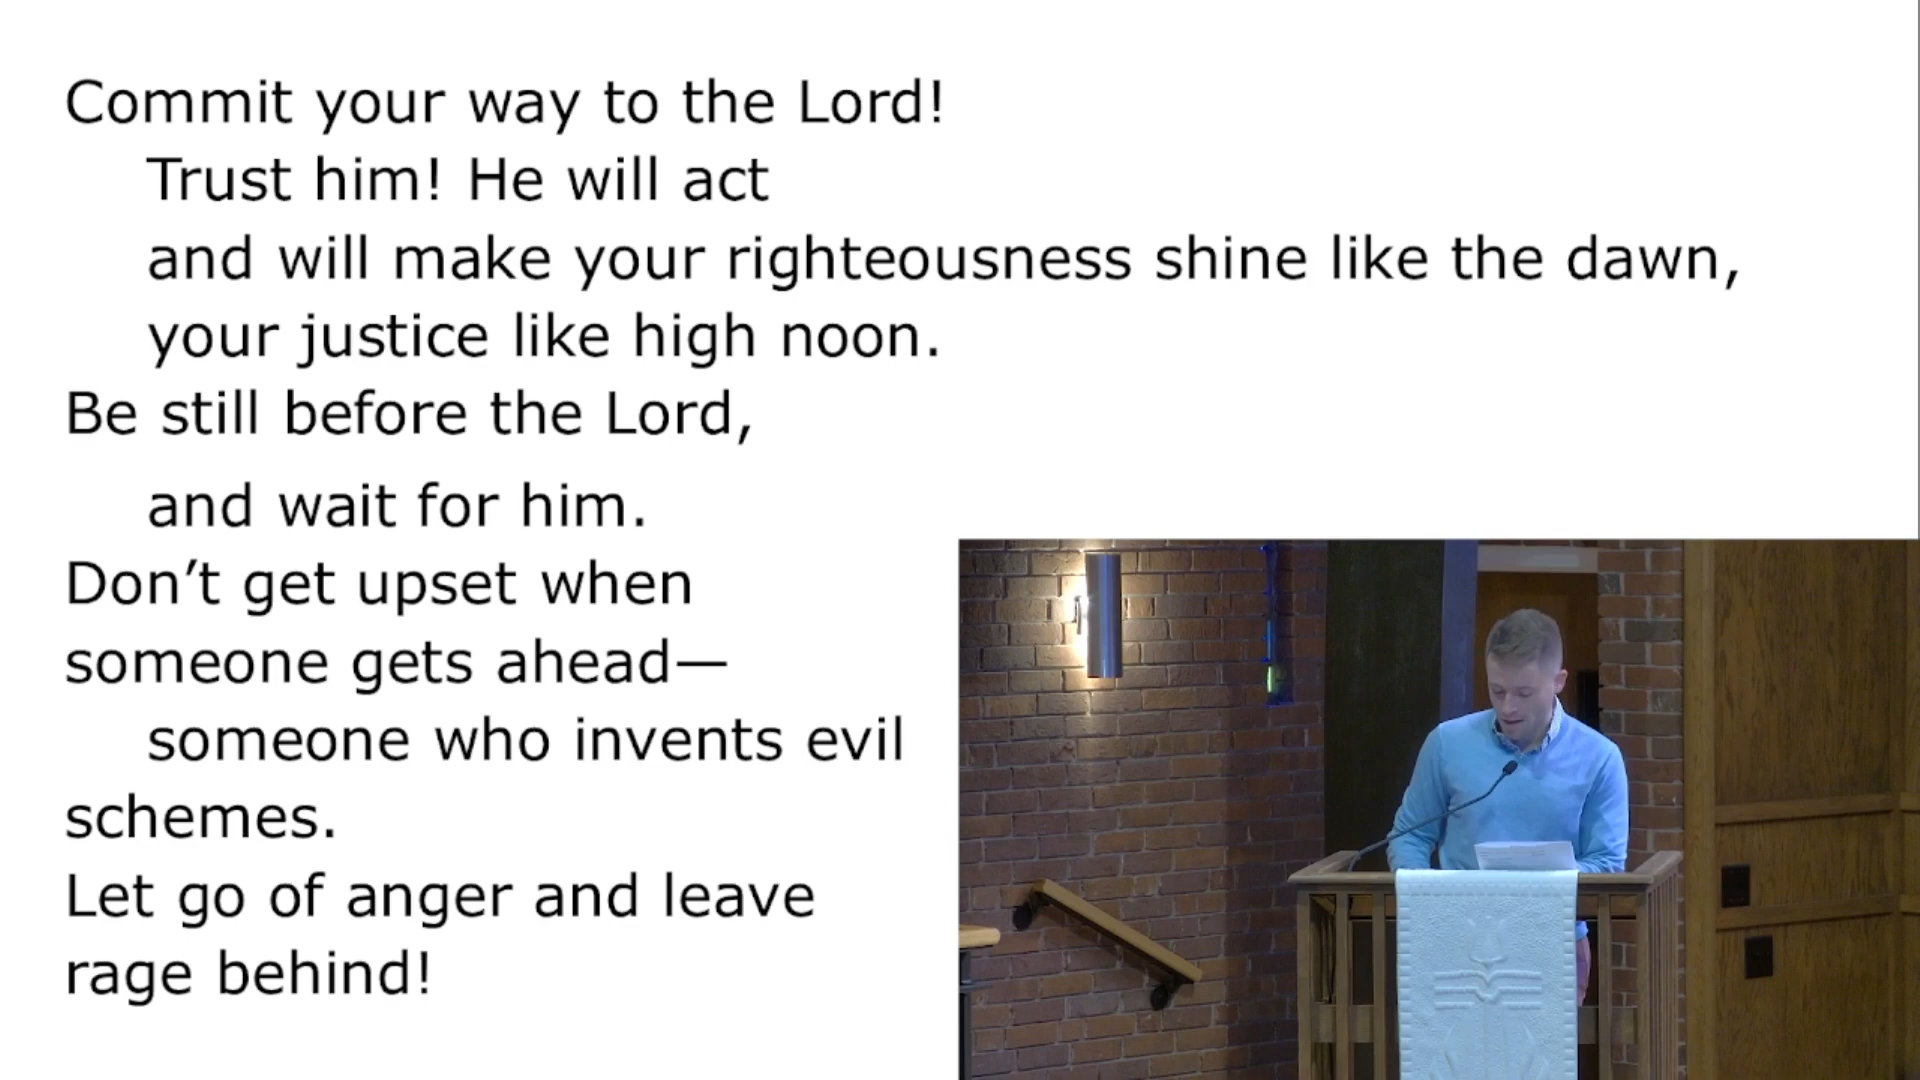 Commit your way to the Lord!
Trust him! He will act
and will make your righteousness shine like the dawn,
your justice like high noon.
Be still before the Lord,
and wait for him.
Don’t get upset when
someone gets ahead—
someone who invents evil
schemes.
Let go of anger and leave
rage behind!